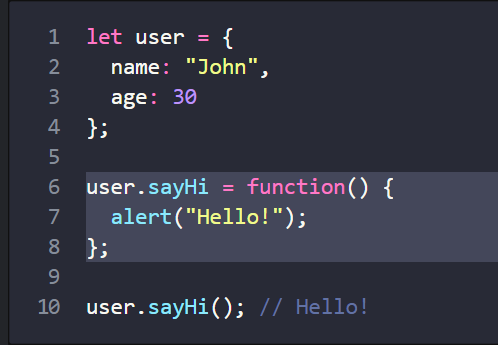 1 let user = {
2   name: "John",
3   age: 30
4 };
5
6 user.sayHi = function() {
7   alert("Hello!");
8 };
9
10 user.sayHi(); // Hello!